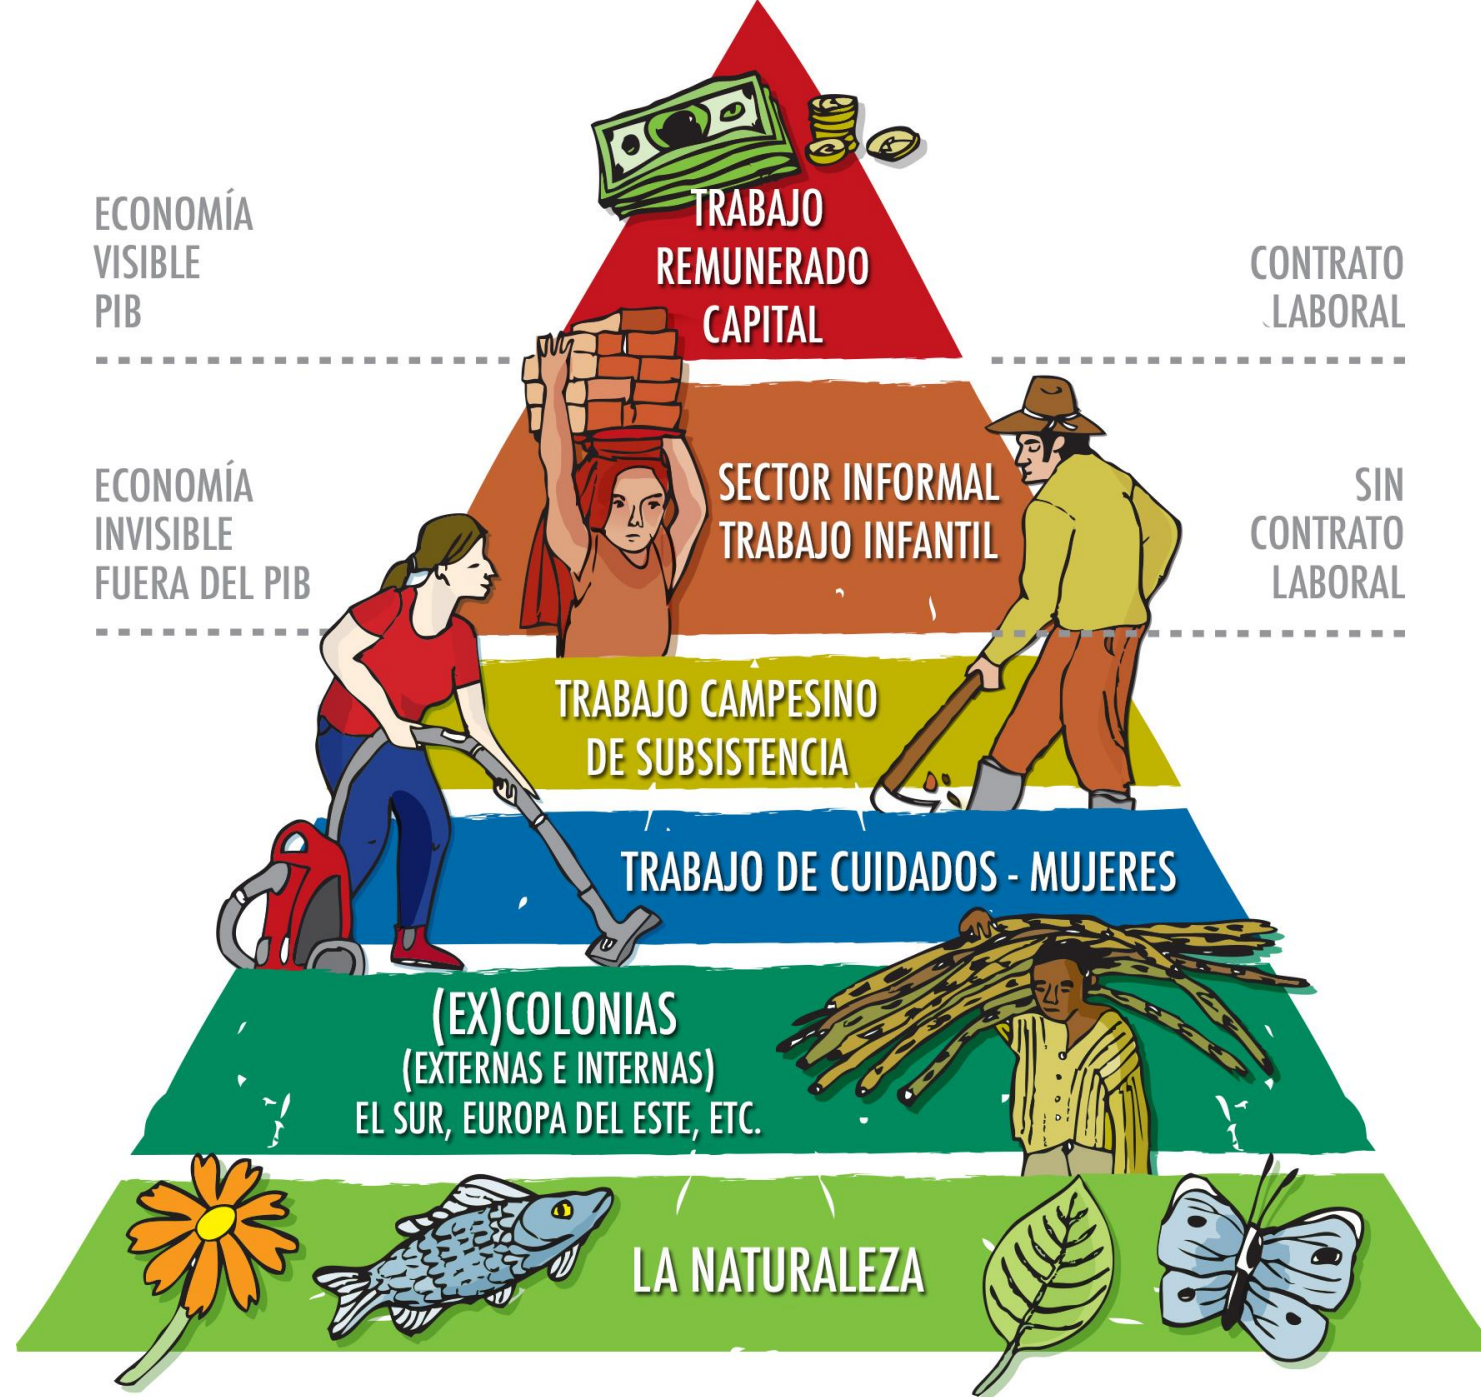 TRABAJO
REMUNERADO
CAPITAL
ECONOMÍA
VISIBLE
PIB
CONTRATO
LABORAL
ECONOMÍA
INVISIBLE
FUERA DEL PIB
SECTOR INFORMAL
TRABAJO INFANTIL
SIN
CONTRATO
LABORAL
TRABAJO CAMPESINO
DE SUBSISTENCIA
TRABAJO DE CUIDADOS - MUJERES
(EX)COLONIAS
(EXTERNAS E INTERNAS)
EL SUR, EUROPA DEL ESTE, ETC.
LA NATURALEZA